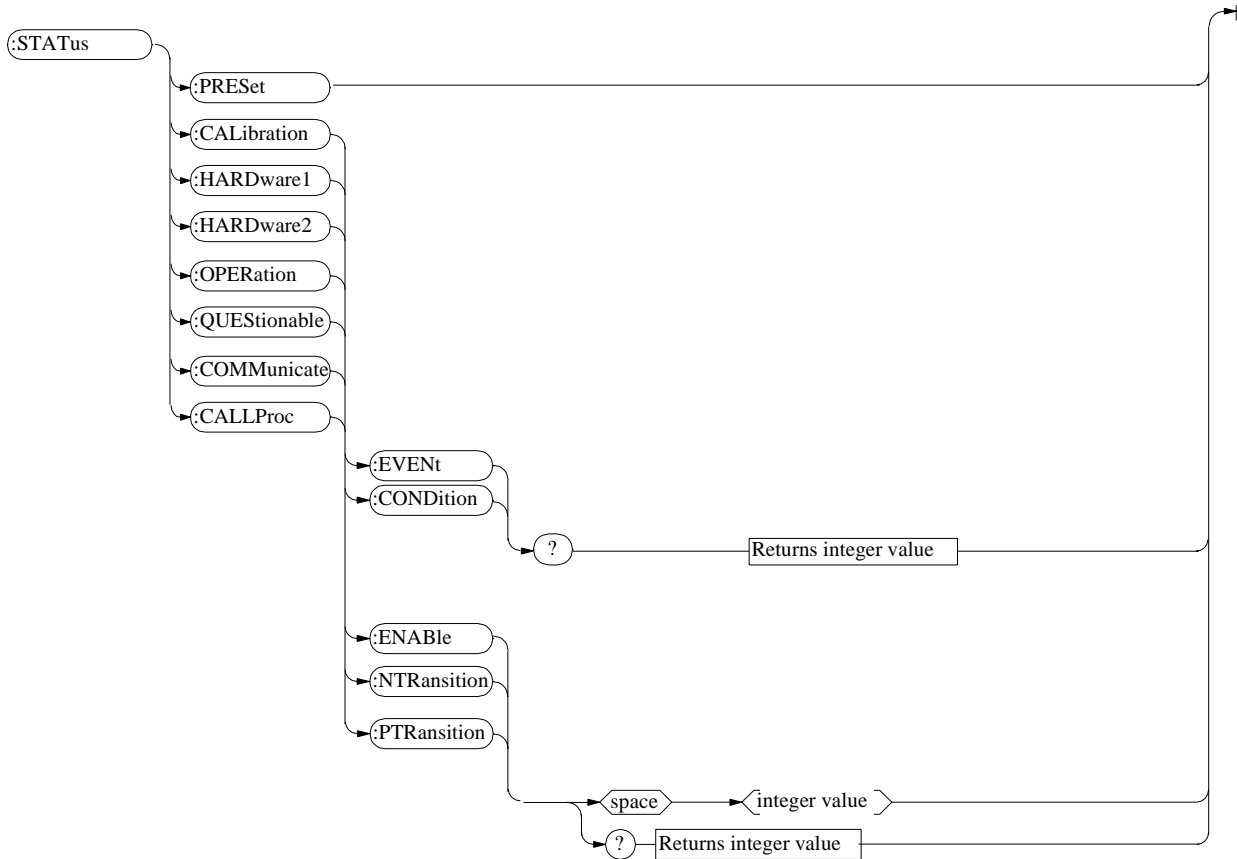 :STATus
:PRESet
:CALibration
:HARDware1
:HARDware2
:OPERation
:QUEStionable
:COMMunicate
:CALLProc
:EVENt
:CONDition
? Returns integer value
:ENABle
:NTRansition
:PTRansition
space integer value
? Returns integer value